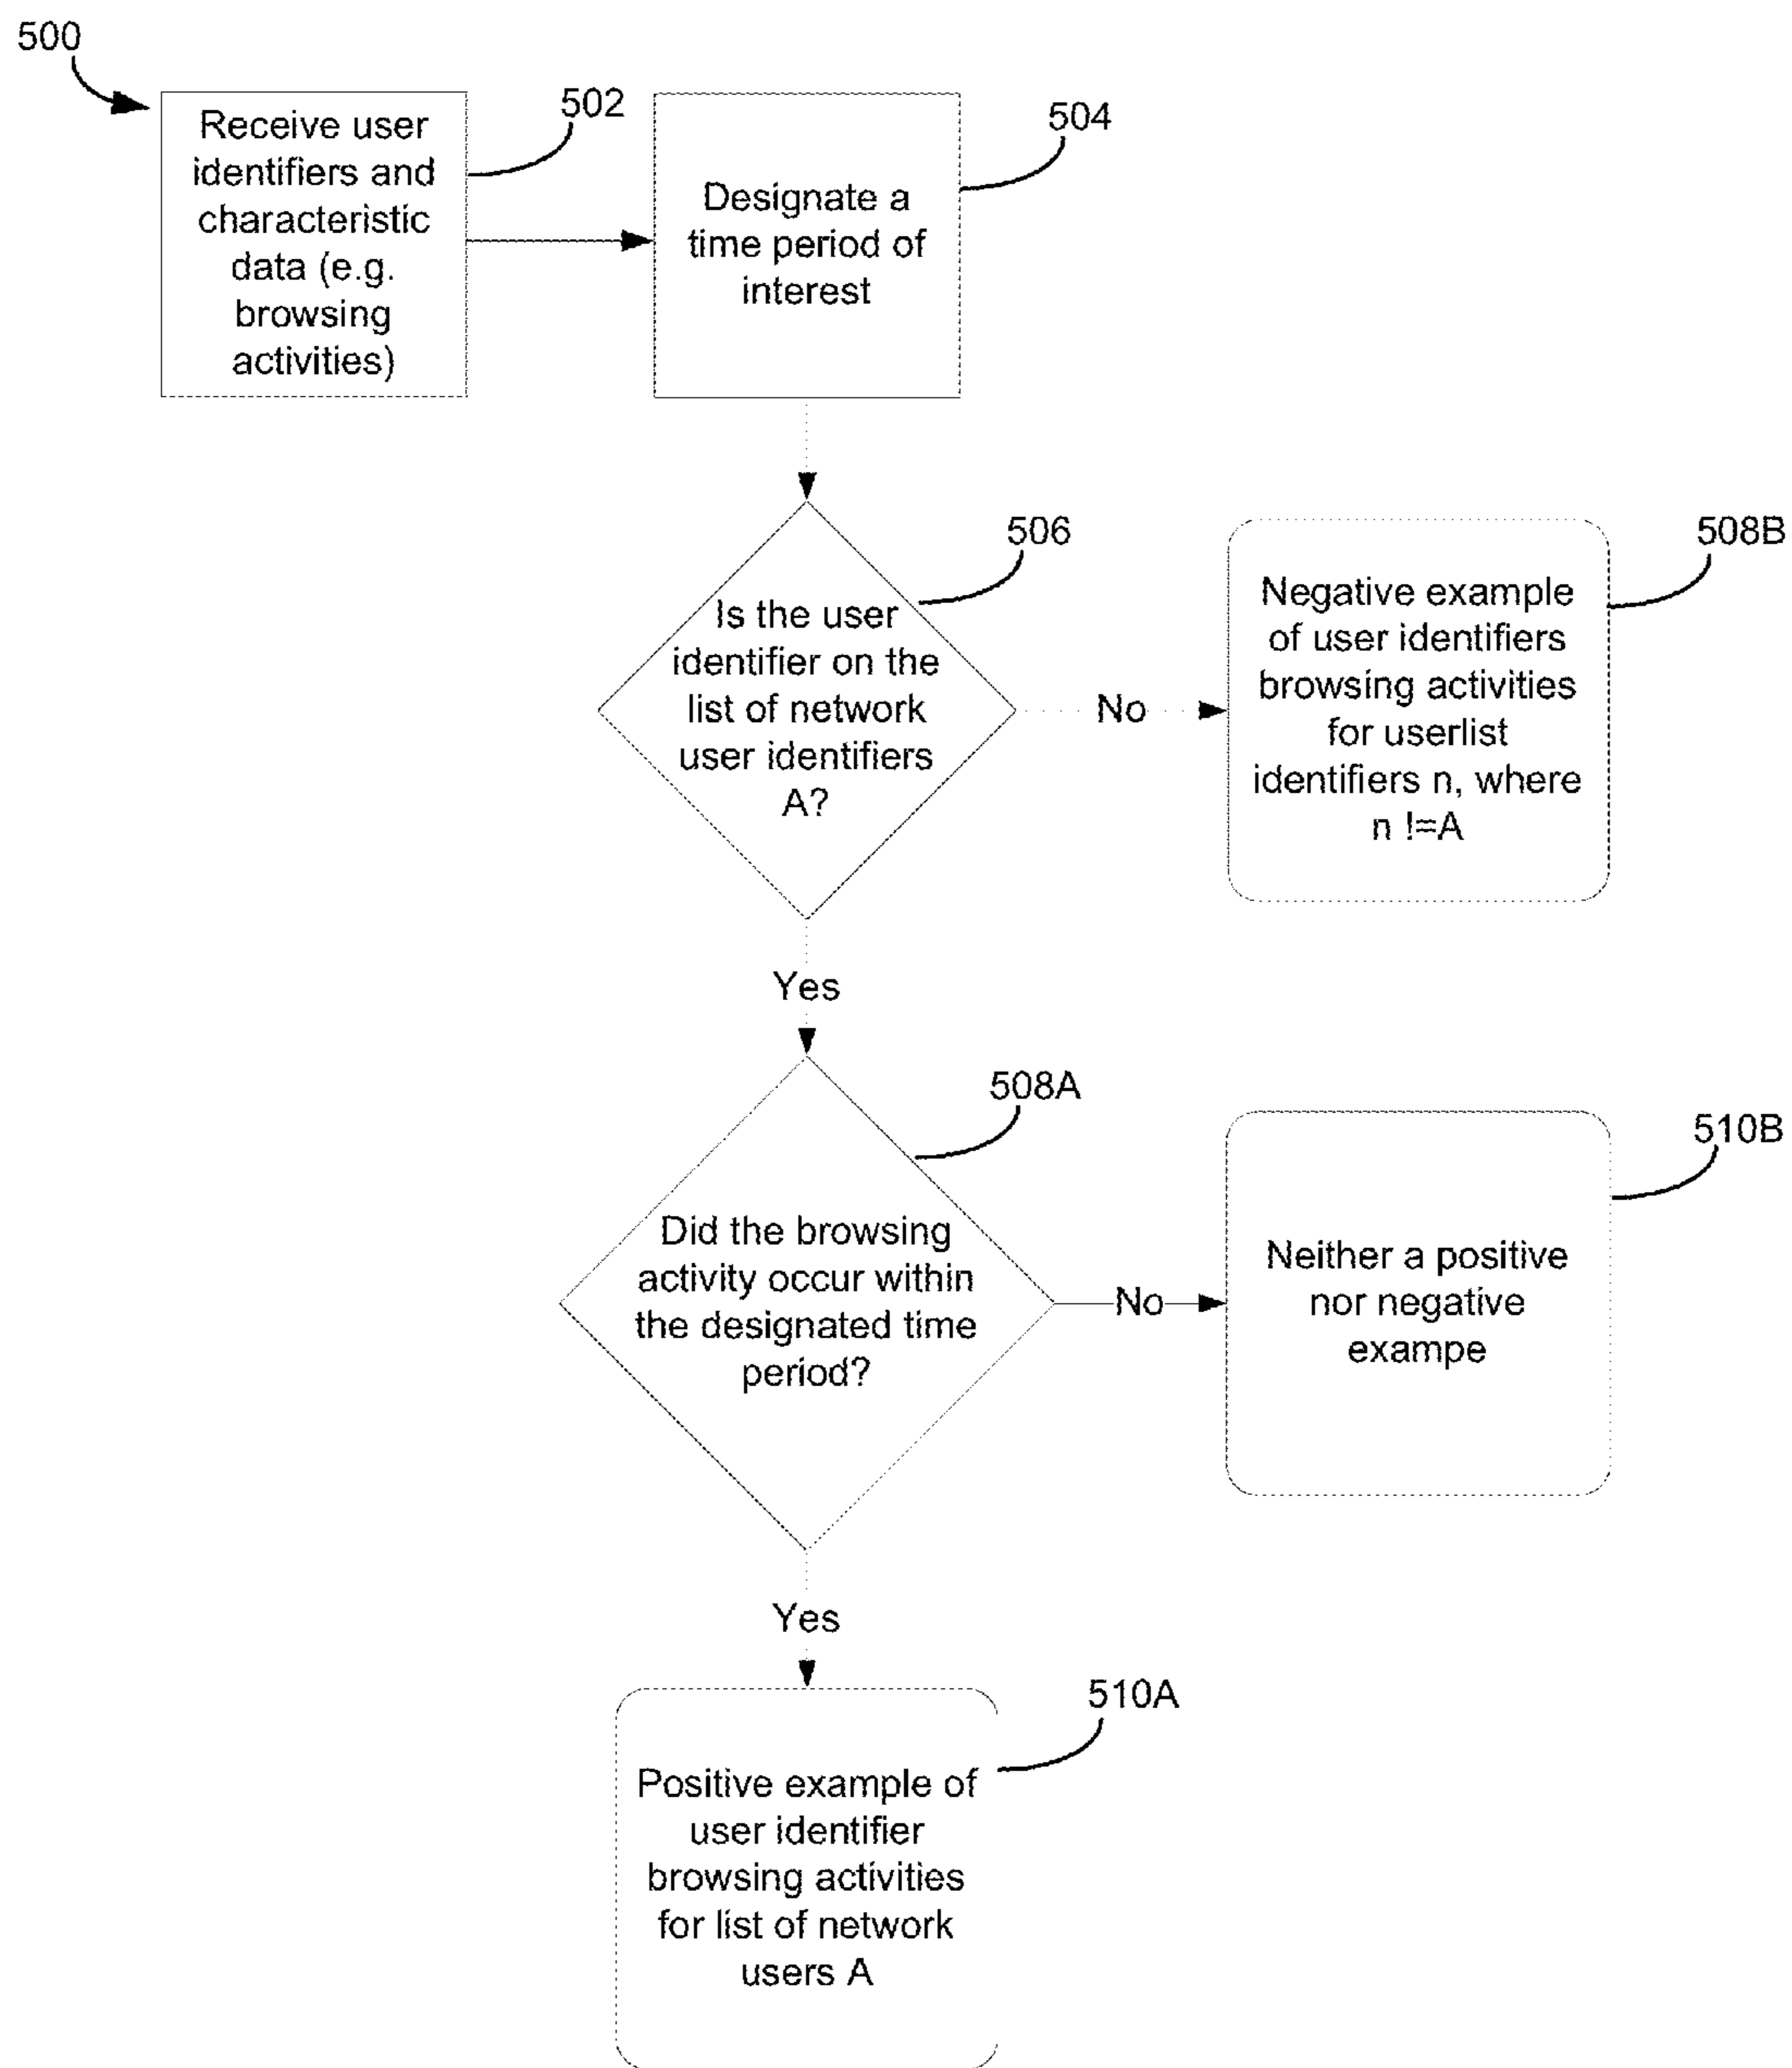 500
Receive user
identifiers and
characteristic
data (e.g.
browsing
activities)
502
Designate a
time period of
interest
504
Is the user
identifier on the
list of network
user identifiers
A?
506
No
Negative example
of user identifiers
browsing activities
for userlist
identifiers n, where
n !=A
508B
Yes
Did the browsing
activity occur within
the designated time
period?
508A
No
Neither a positive
nor negative
exampe
510B
Yes
Positive example of
user identifier
browsing activities
for list of network
users A
510A